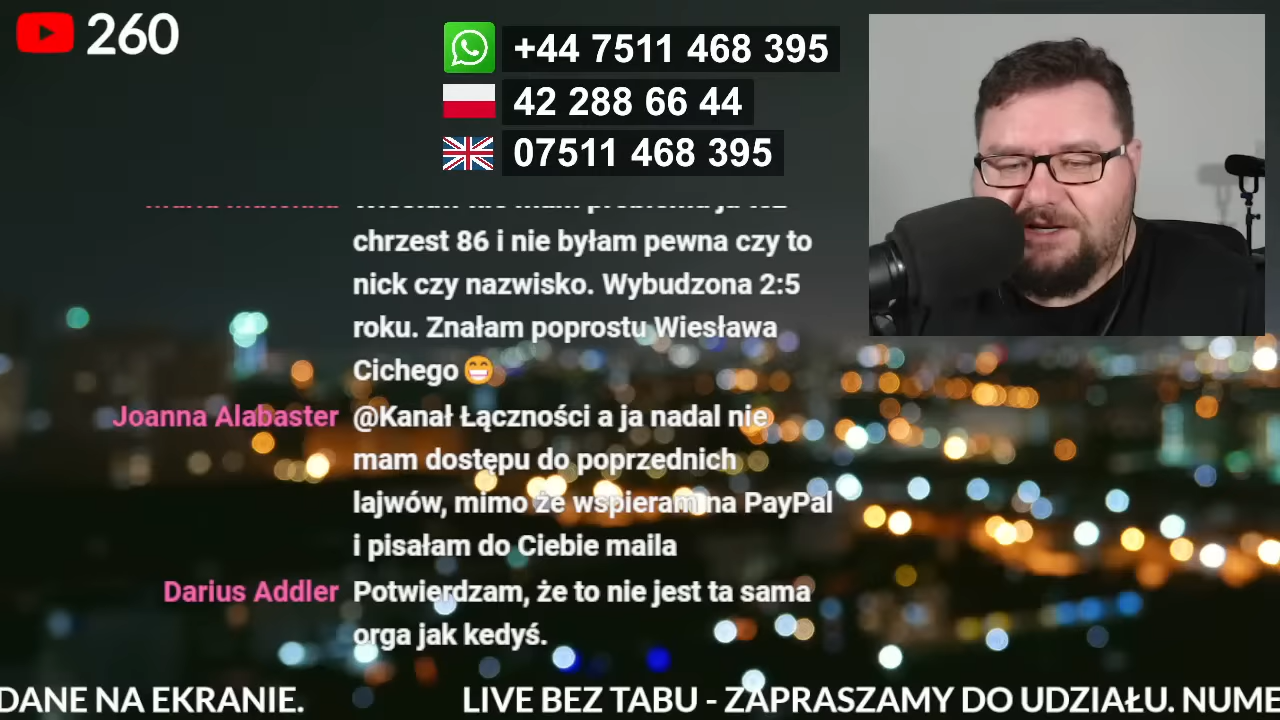 260
+44 7511 468 395
42 288 66 44
07511 468 395
chrzest 86 i nie byłam pewna czy to
nick czy nazwisko. Wybudzona 2:5
roku. Znałam poprostu Wiesława
Cichego 😁
Joanna Alabaster @Kanał Łączności a ja nadal nie
mam dostępu do poprzednich
lajwów, mimo że wspieram na PayPal
i pisałam do Ciebie maila
Darius Addler Potwierdzam, że to nie jest ta sama
orga jak kedyś.
DANE NA EKRANIE. LIVE BEZ TABU - ZAPRASZAMY DO UDZIAŁU. NUME